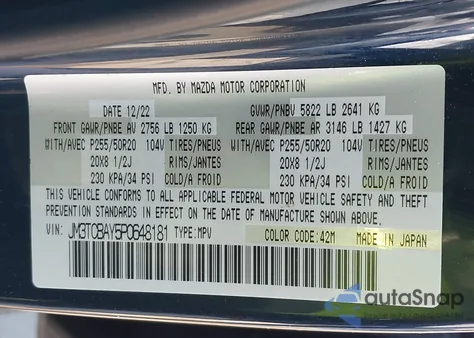 MFD. BY MAZDA MOTOR CORPORATION
DATE 12/22 GVWR/PNBV 5822 LB 2641 KG
FRONT GAWR/PNBE AV 2756 LB 1250 KG REAR GAWR/PNBE AR 3146 LB 1427 KG
WITH/AVEC P255/50R20 104V TIRES/PNEUS WITH/AVEC P255/50R20 104V TIRES/PNEUS
20X8 1/2J RIMS/JANTES 20X8 1/2J RIMS/JANTES
230 KPA/34 PSI COLD/A FROID 230 KPA/34 PSI COLD/A FROID
THIS VEHICLE CONFORMS TO ALL APPLICABLE FEDERAL MOTOR VEHICLE SAFETY AND THEFT
PREVENTION STANDARDS IN EFFECT ON THE DATE OF MANUFACTURE SHOWN ABOVE.
VIN: JM3TCBAY5P0648181 TYPE:MPV COLOR CODE:42M MADE IN JAPAN
autoSnap
Watermark, AutoSnap